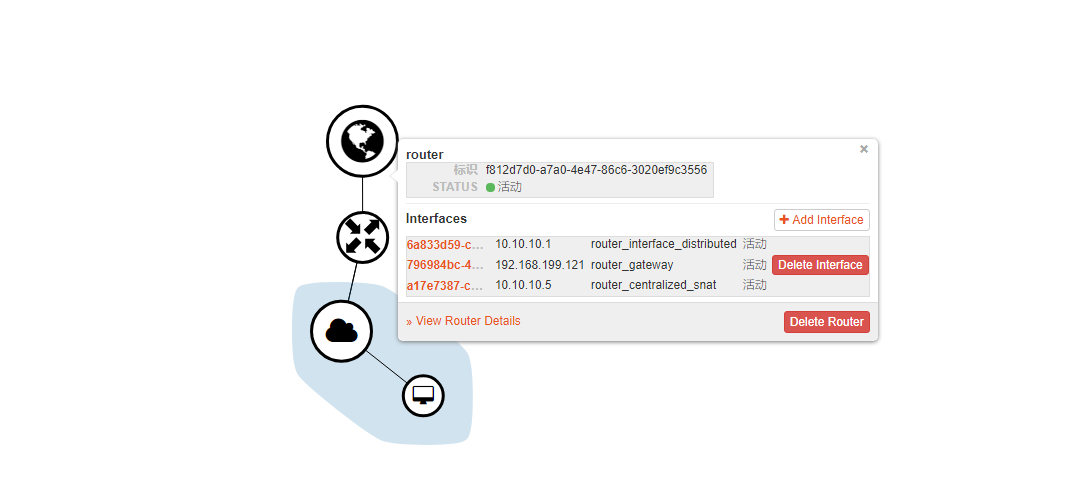 router
标识 f812d7d0-a7a0-4e47-86c6-3020ef9c3556
STATUS 活动
Interfaces
Add Interface
6a833d59-c... 10.10.10.1 router_interface_distributed 活动
796984bc-4... 192.168.199.121 router_gateway 活动 Delete Interface
a17e7387-c... 10.10.10.5 router_centralized_snat 活动
» View Router Details
Delete Router